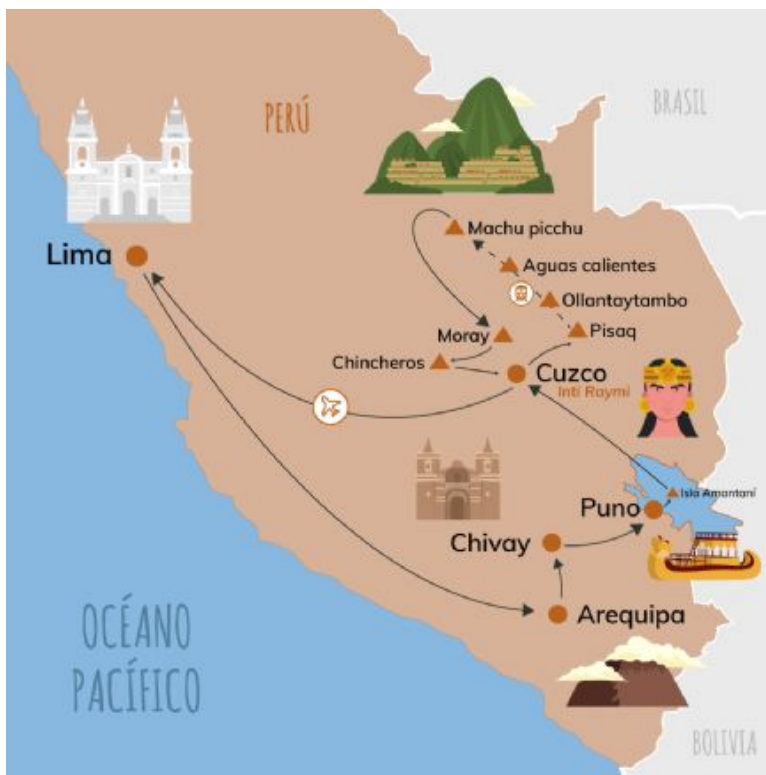 BRASIL
PERÚ
Machu picchu
Lima
Aguas calientes
Ollantaytambo
Moray
Pisaq
Chincheros
Cuzco
Inti Raymi
Isla Amantaní
Puno
Chivay
Arequipa
OCÉANO
PACÍFICO
BOLIVIA